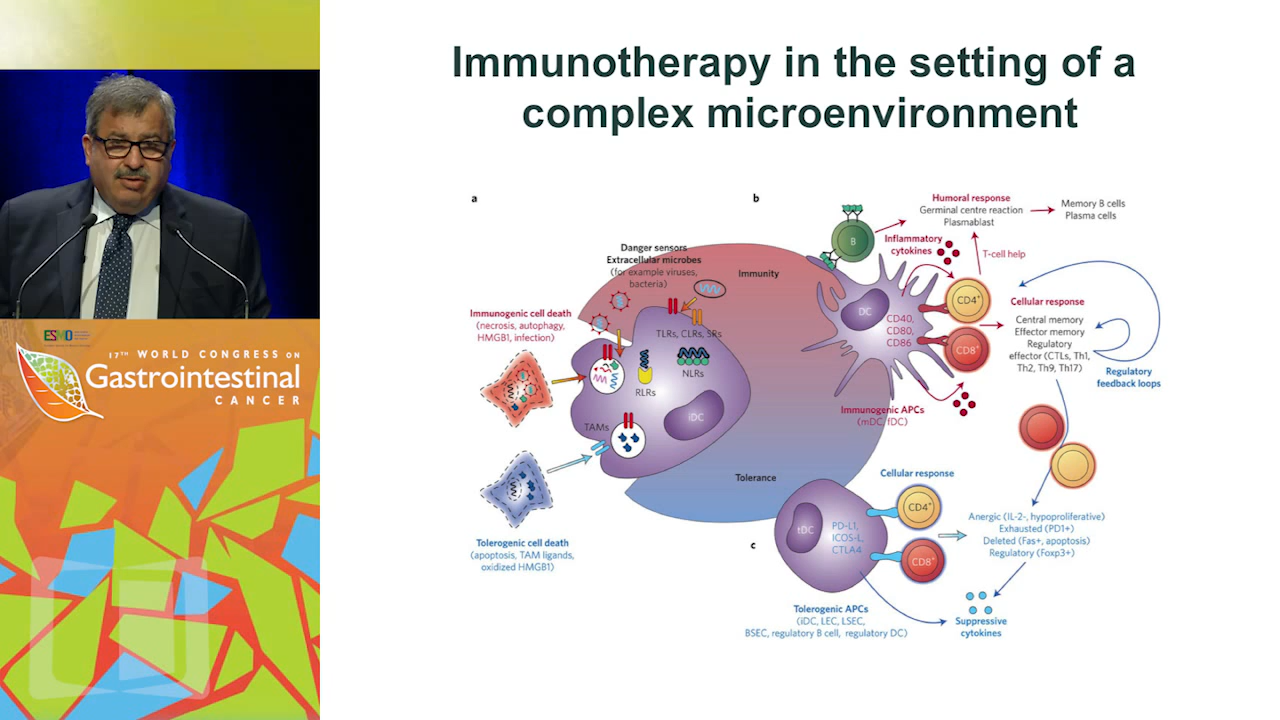 Immunotherapy in the setting of a
complex microenvironment
ESMO
17TH WORLD CONGRESS ON
Gastrointestinal
CANCER
a
Danger sensors
Extracellular microbes
(for example viruses,
bacteria)
Immunity
Immunogenic cell death
(necrosis, autophagy,
HMGB1, infection)
TLRs, CLRs, SRs
NLRs
RLRs
iDC
TAMs
Tolerance
Tolerogenic cell death
(apoptosis, TAM ligands,
oxidized HMGB1)
b
Humoral response
Germinal centre reaction
Plasmablast
Memory B cells
Plasma cells
B
Inflammatory
cytokines
T-cell help
DC
CD40,
CD80,
CD86
CD4+
CD8+
Cellular response
Central memory
Effector memory
Regulatory
effector (CTLs, Th1,
Th2, Th9, Th17)
Regulatory
feedback loops
Immunogenic APCs
(mDC, fDC)
c
Cellular response
tDC
PD-L1,
ICOS-L,
CTLA4
CD4+
CD8+
Anergic (IL-2-, hypoproliferative)
Exhausted (PD1+)
Deleted (Fas+, apoptosis)
Regulatory (Foxp3+)
Tolerogenic APCs
(iDC, LEC, LSEC,
BSEC, regulatory B cell, regulatory DC)
Suppressive
cytokines